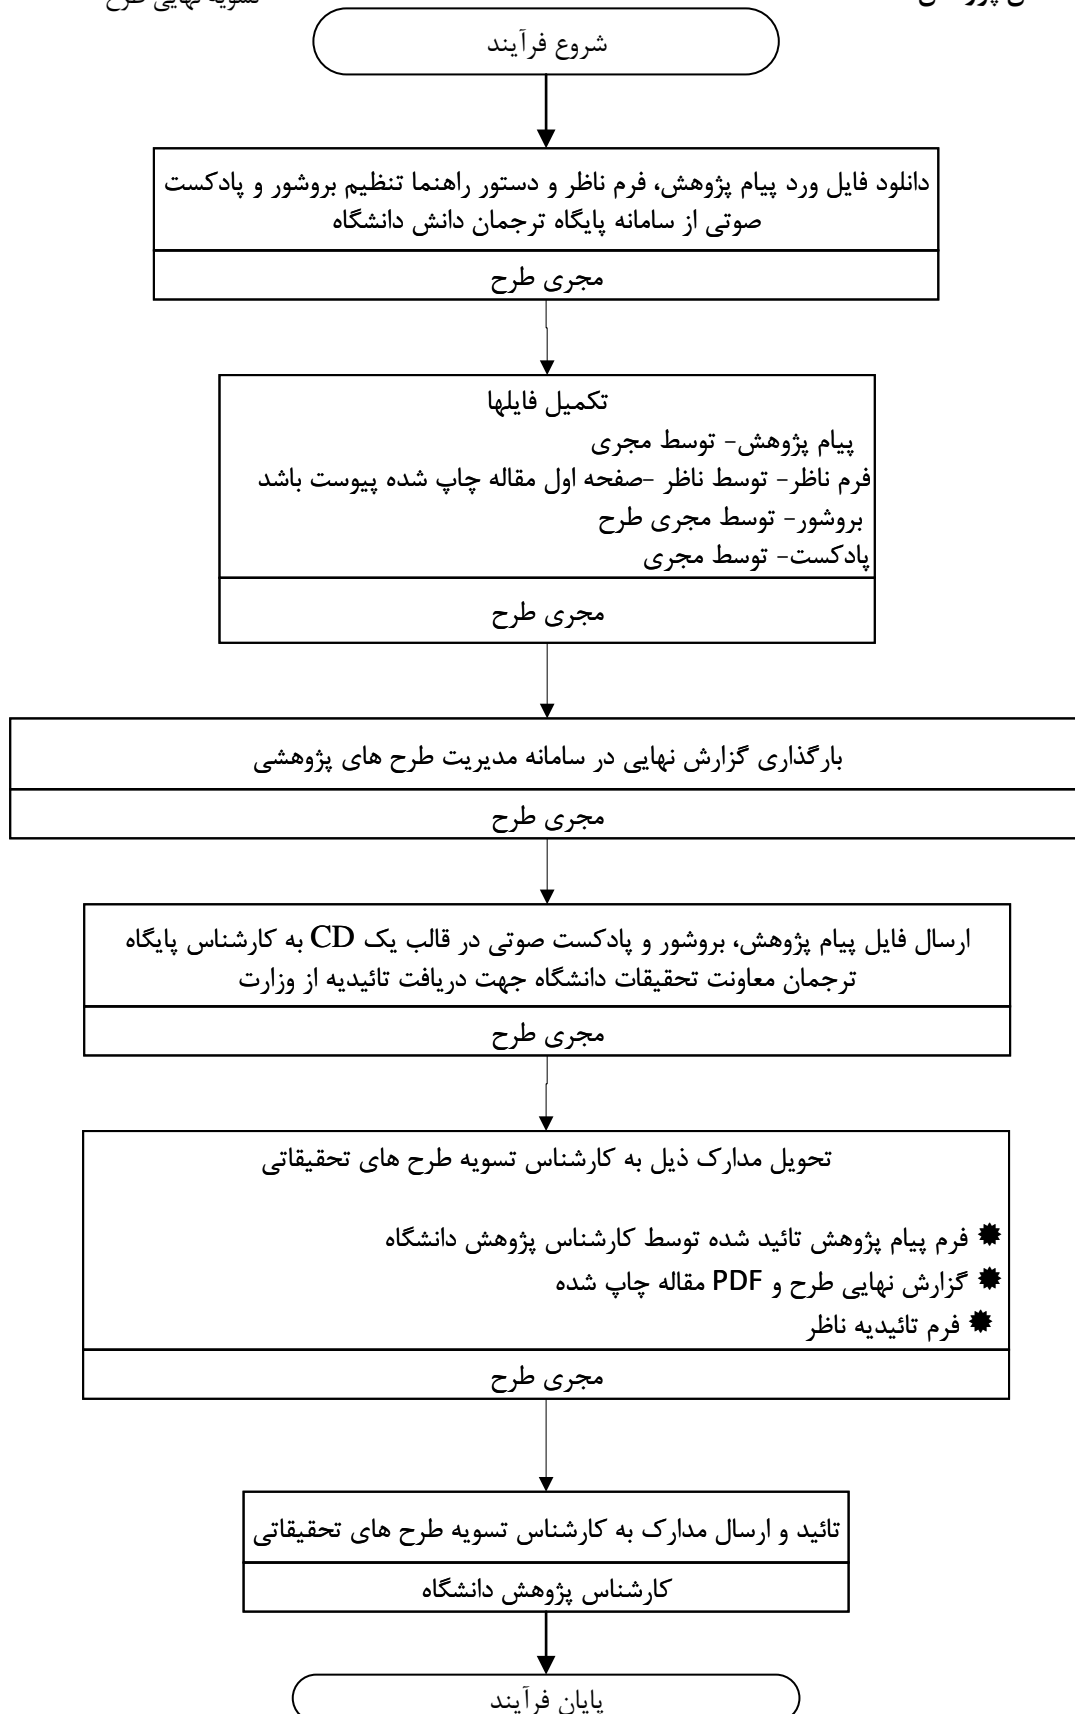 تسویه نهایی طرح
شروع فرآیند
دانلود فایل ورد پیام پژوهش، فرم ناظر و دستور راهنما تنظیم بروشور و پادکست
صوتی از سامانه پایگاه ترجمان دانش دانشگاه
مجری طرح
تکمیل فایلها
پیام پژوهش- توسط مجری
فرم ناظر- توسط ناظر -صفحه اول مقاله چاپ شده پیوست باشد
بروشور- توسط مجری طرح
پادکست- توسط مجری
مجری طرح
بارگذاری گزارش نهایی در سامانه مدیریت طرح های پژوهشی
مجری طرح
ارسال فایل پیام پژوهش، بروشور و پادکست صوتی در قالب یک CD به کارشناس پایگاه
ترجمان معاونت تحقیقات دانشگاه جهت دریافت تائیدیه از وزارت
مجری طرح
تحویل مدارک ذیل به کارشناس تسویه طرح های تحقیقاتی
فرم پیام پژوهش تائید شده توسط کارشناس پژوهش دانشگاه
گزارش نهایی طرح و PDF مقاله چاپ شده
فرم تائیدیه ناظر
مجری طرح
تائید و ارسال مدارک به کارشناس تسویه طرح های تحقیقاتی
کارشناس پژوهش دانشگاه
پایان فرآیند